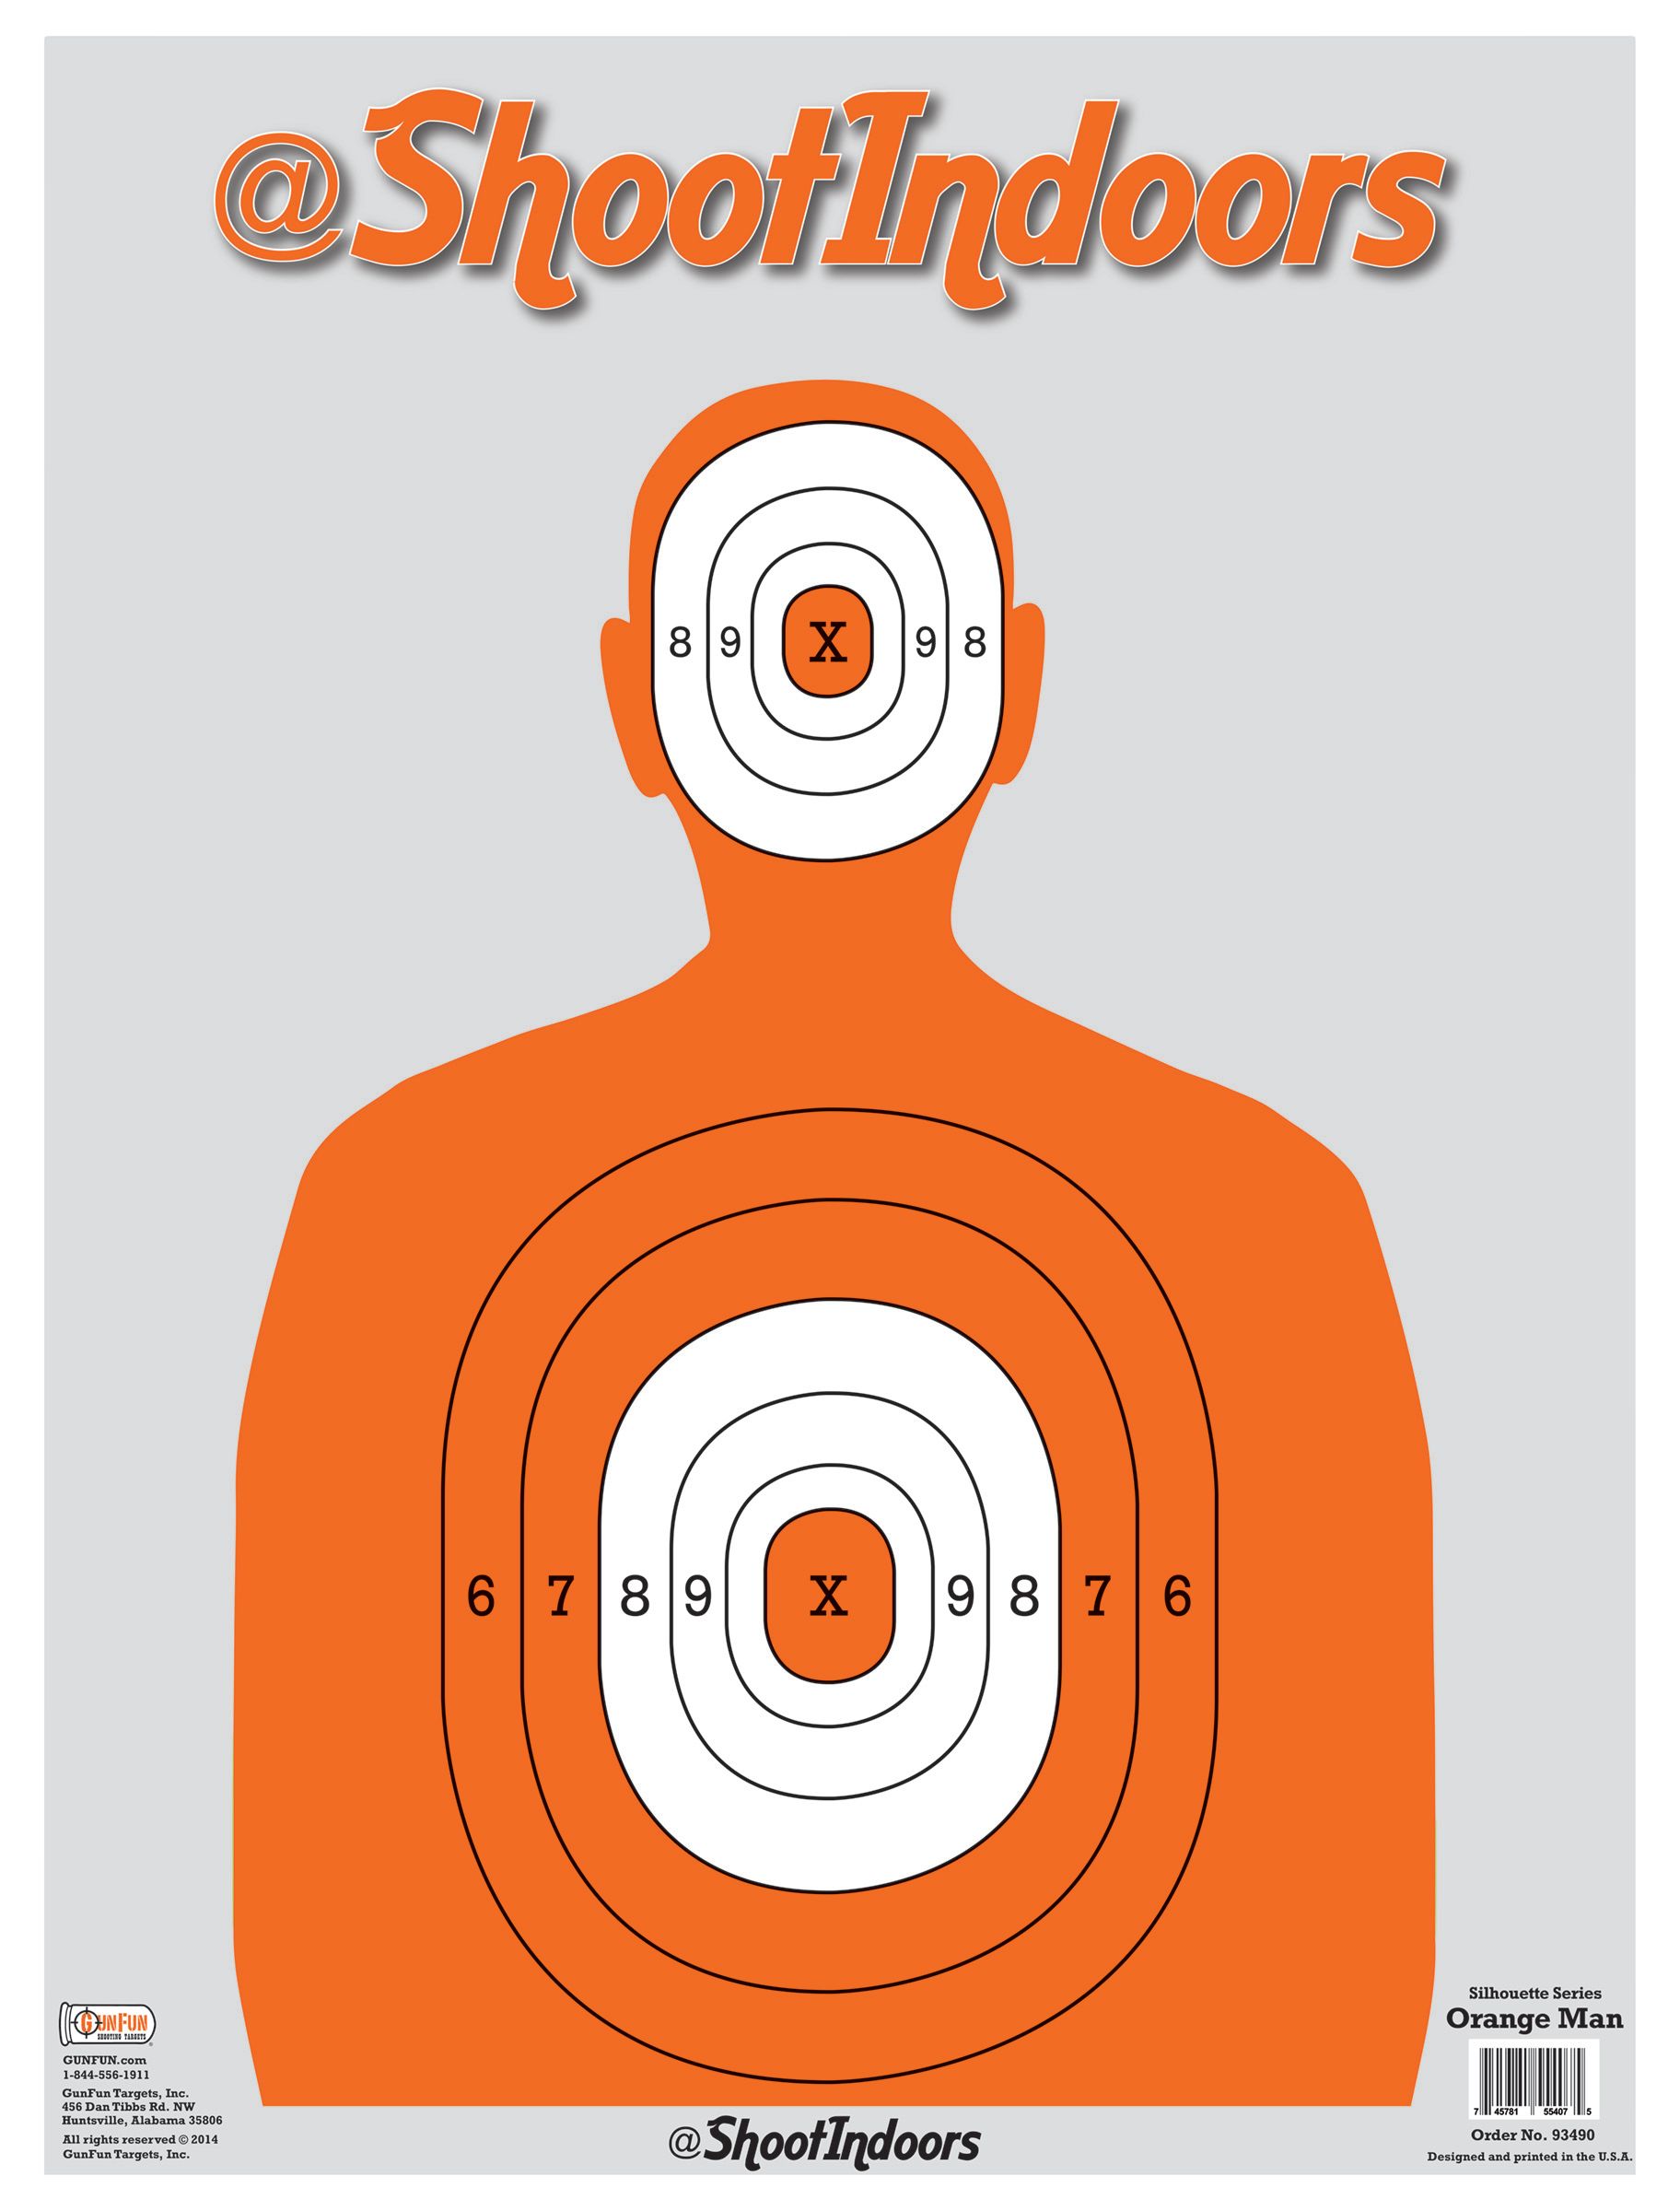 @ShootIndoors
8 9 X 9 8
6 7 8 9 X 9 8 7 6
GUNFUN
SHOOTING TARGETS
GUNFUN.com
1-844-556-1911
GunFun Targets, Inc.
456 Dan Tibbs Rd. NW
Huntsville, Alabama 35806
All rights reserved © 2014
GunFun Targets, Inc.
@ShootIndoors
Silhouette Series
Orange Man
7 45781 55407 5
Order No. 93490
Designed and printed in the U.S.A.